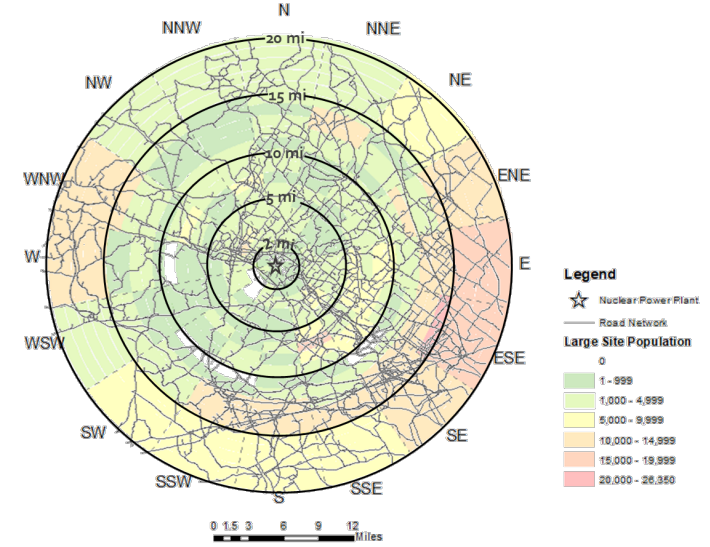 N
NNW
NNE
20 mi
NW
NE
15 mi
10 mi
WNW
ENE
5 mi
2 mi
W
E
Legend
Nuclear Power Plant
Road Network
WSW
Large Site Population
ESE
0
1 - 999
1,000 - 4,999
5,000 - 9,999
SW
SE
10,000 - 14,999
15,000 - 19,999
20,000 - 26,350
SSW
SSE
S
0 1.5 3 6 9 12
Miles